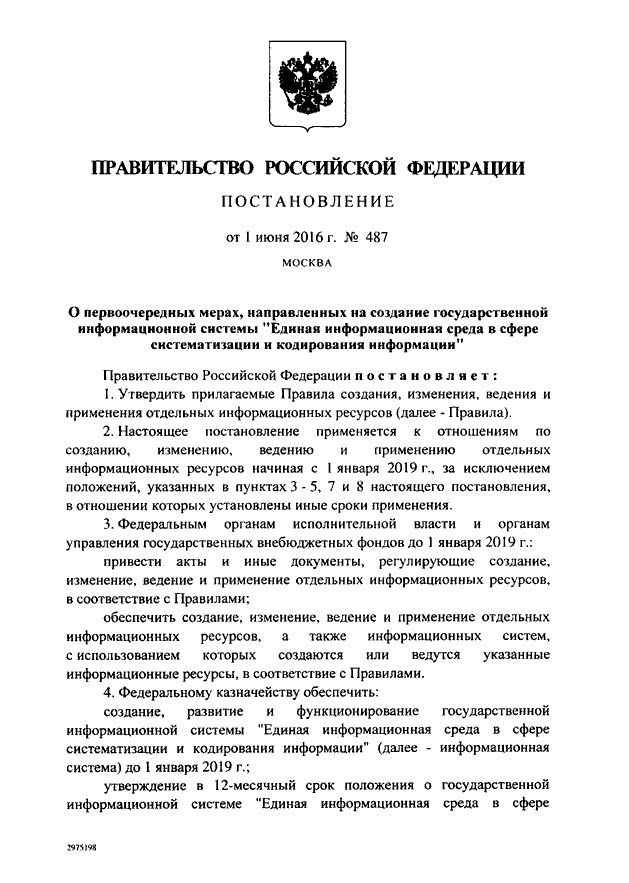 ПРАВИТЕЛЬСТВО РОССИЙСКОЙ ФЕДЕРАЦИИ
ПОСТАНОВЛЕНИЕ
от 1 июня 2016 г. № 487
МОСКВА
О первоочередных мерах, направленных на создание государственной
информационной системы "Единая информационная среда в сфере
систематизации и кодирования информации"
Правительство Российской Федерации постановляет:
1. Утвердить прилагаемые Правила создания, изменения, ведения и
применения отдельных информационных ресурсов (далее - Правила).
2. Настоящее постановление применяется к отношениям по
созданию, изменению, ведению и применению отдельных
информационных ресурсов начиная с 1 января 2019 г., за исключением
положений, указанных в пунктах 3 - 5, 7 и 8 настоящего постановления,
в отношении которых установлены иные сроки применения.
3. Федеральным органам исполнительной власти и органам
управления государственных внебюджетных фондов до 1 января 2019 г.:
привести акты и иные документы, регулирующие создание,
изменение, ведение и применение отдельных информационных ресурсов,
в соответствие с Правилами;
обеспечить создание, изменение, ведение и применение отдельных
информационных ресурсов, а также информационных систем,
с использованием которых создаются или ведутся указанные
информационные ресурсы, в соответствие с Правилами.
4. Федеральному казначейству обеспечить:
создание, развитие и функционирование государственной
информационной системы "Единая информационная среда в сфере
систематизации и кодирования информации" (далее - информационная
система) до 1 января 2019 г.;
утверждение в 12-месячный срок положения о государственной
информационной системе "Единая информационная среда в сфере
2975198